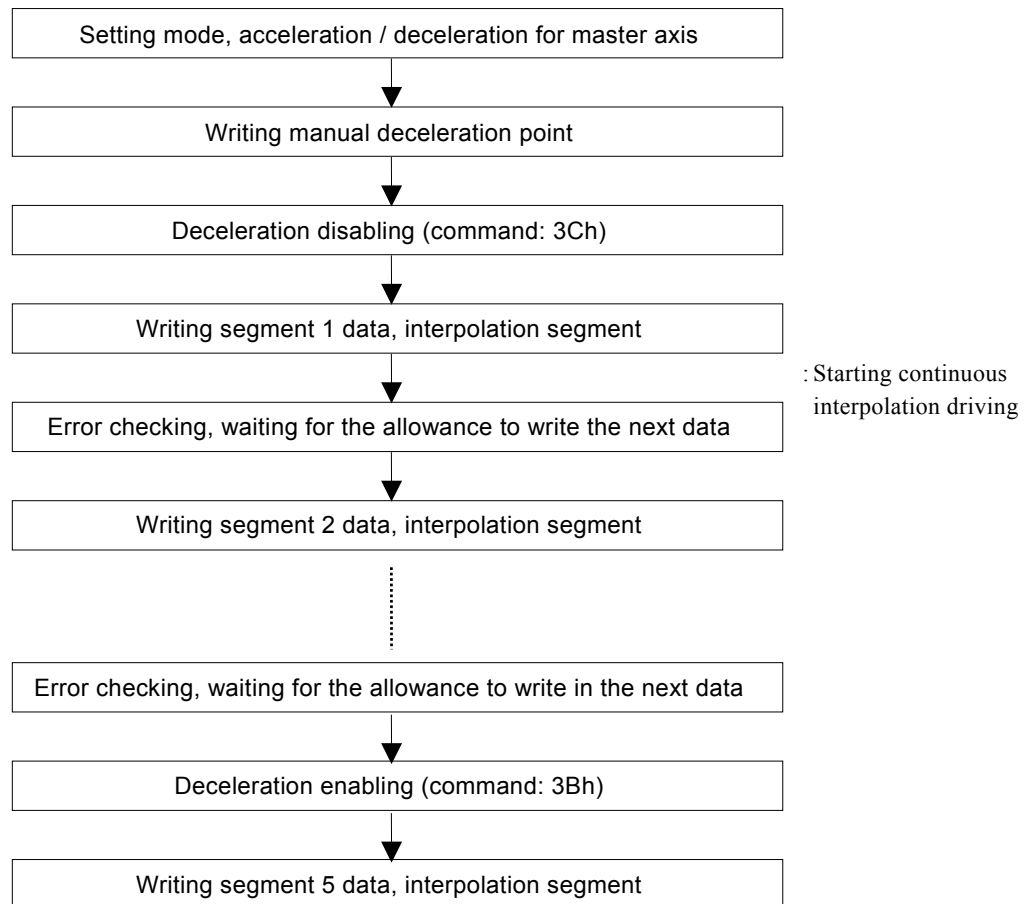 Setting mode, acceleration / deceleration for master axis
Writing manual deceleration point
Deceleration disabling (command: 3Ch)
Writing segment 1 data, interpolation segment
: Starting continuous
interpolation driving
Error checking, waiting for the allowance to write the next data
Writing segment 2 data, interpolation segment
Error checking, waiting for the allowance to write in the next data
Deceleration enabling (command: 3Bh)
Writing segment 5 data, interpolation segment